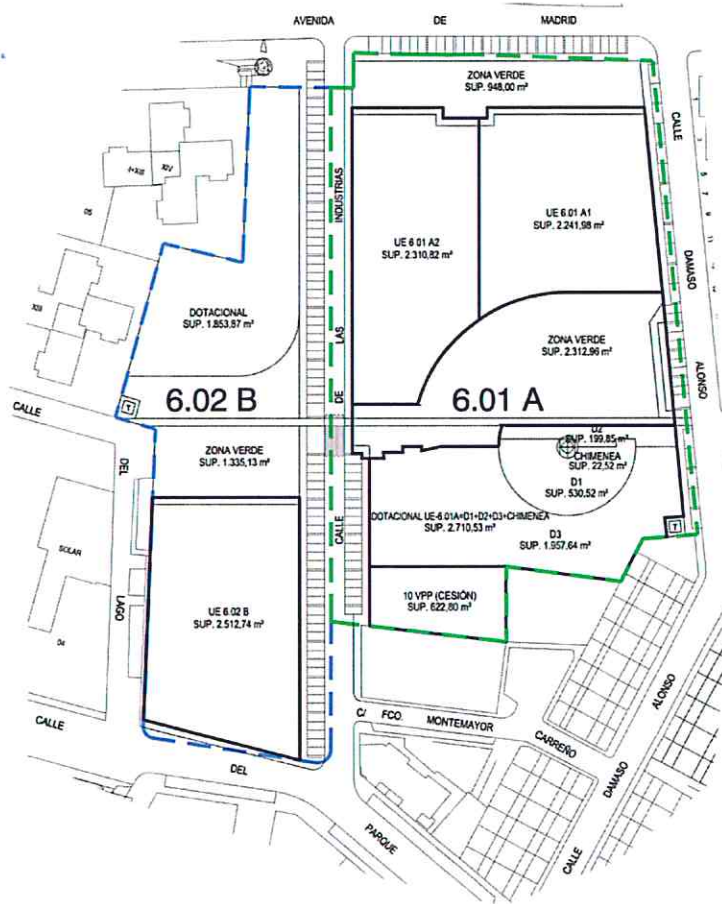 AVENIDA DE MADRID
ZONA VERDE
SUP. 948,00 m²
CALLE
INDUSTRIAS
I+XIII
XIV
UE 6.01 A1
SUP. 2.241,98 m²
UE 6.01 A2
SUP. 2.310,82 m²
DAMASO
XIII
DOTACIONAL
SUP. 1.853,87 m²
LAS
ZONA VERDE
SUP. 2.312,96 m²
ALONSO
DE
6.02 B
6.01 A
T
CALLE
D2
SUP. 199,85 m²
CHIMENEA
SUP. 22,52 m²
DEL
ZONA VERDE
SUP. 1.335,13 m²
D1
SUP. 530,52 m²
DOTACIONAL UE-6.01A=D1+D2+D3+CHIMENEA
SUP. 2.710,53 m²
T
CALLE
D3
SUP. 1.957,64 m²
SOLAR
LAGO
10 VPP (CESIÓN)
SUP. 622,80 m²
UE 6.02 B
SUP. 2.512,74 m²
ALONSO
C/ FCO. MONTEMAYOR CARREÑO
CALLE
DEL
DAMASO
PARQUE
CALLE